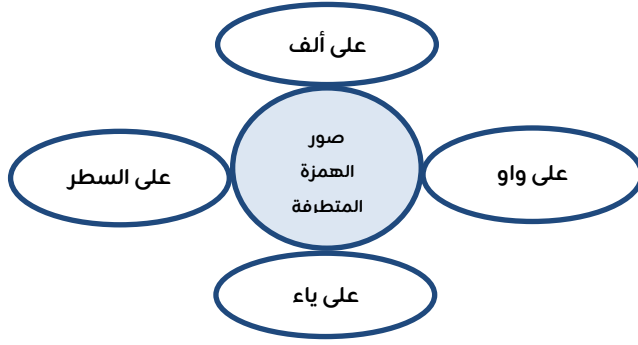 على ألف
صور
الهمزة
المتطرفة
على واو
على السطر
على ياء